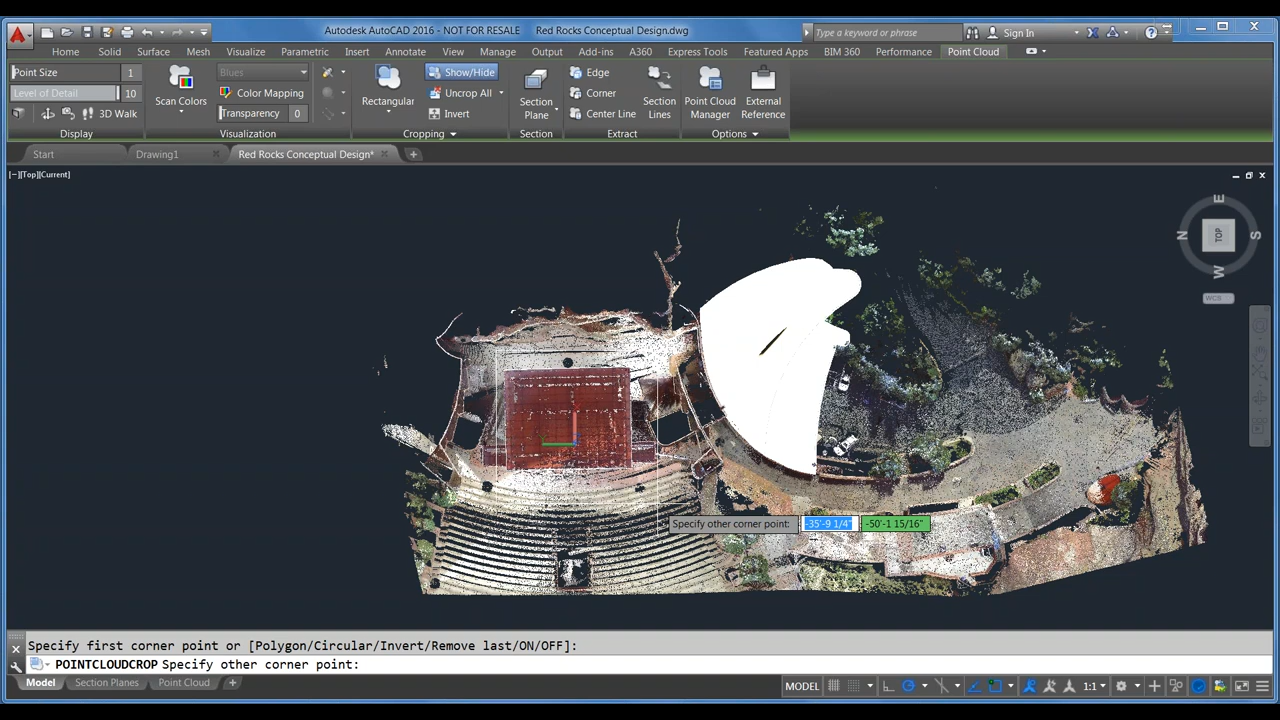 Autodesk AutoCAD 2016 - NOT FOR RESALE Red Rocks Conceptual Design.dwg
Type a keyword or phrase
Sign In
Home Solid Surface Mesh Visualize Parametric Insert Annotate View Manage Output Add-ins A360 Express Tools Featured Apps BIM 360 Performance Point Cloud
Point Size 1
Level of Detail 10
3D Walk
Display
Scan Colors
Blues
Color Mapping
Transparency 0
Visualization
Rectangular
Show/Hide
Uncrop All
Invert
Cropping
Section Plane
Section
Edge
Corner
Center Line
Section Lines
Extract
Point Cloud Manager
External Reference
Options
Start Drawing1 Red Rocks Conceptual Design*
[−][Top][Current]
E
N TOP S
W
WCS
Specify other corner point: -35'-9 1/4" -50'-1 15/16"
Specify first corner point or [Polygon/Circular/Invert/Remove last/ON/OFF]:
POINTCLOUDCROP Specify other corner point:
Model Section Planes Point Cloud
MODEL 1:1